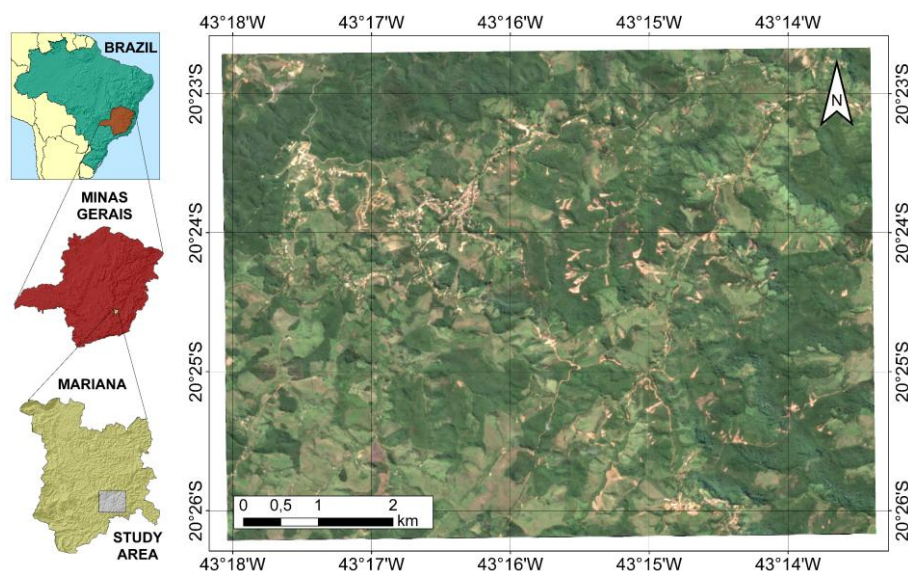 BRAZIL
MINAS
GERAIS
MARIANA
STUDY
AREA
43°18'W 43°17'W 43°16'W 43°15'W 43°14'W
20°23'S 20°23'S
N
20°24'S 20°24'S
20°25'S 20°25'S
20°26'S 20°26'S
0 0,5 1 2
km
43°18'W 43°17'W 43°16'W 43°15'W 43°14'W